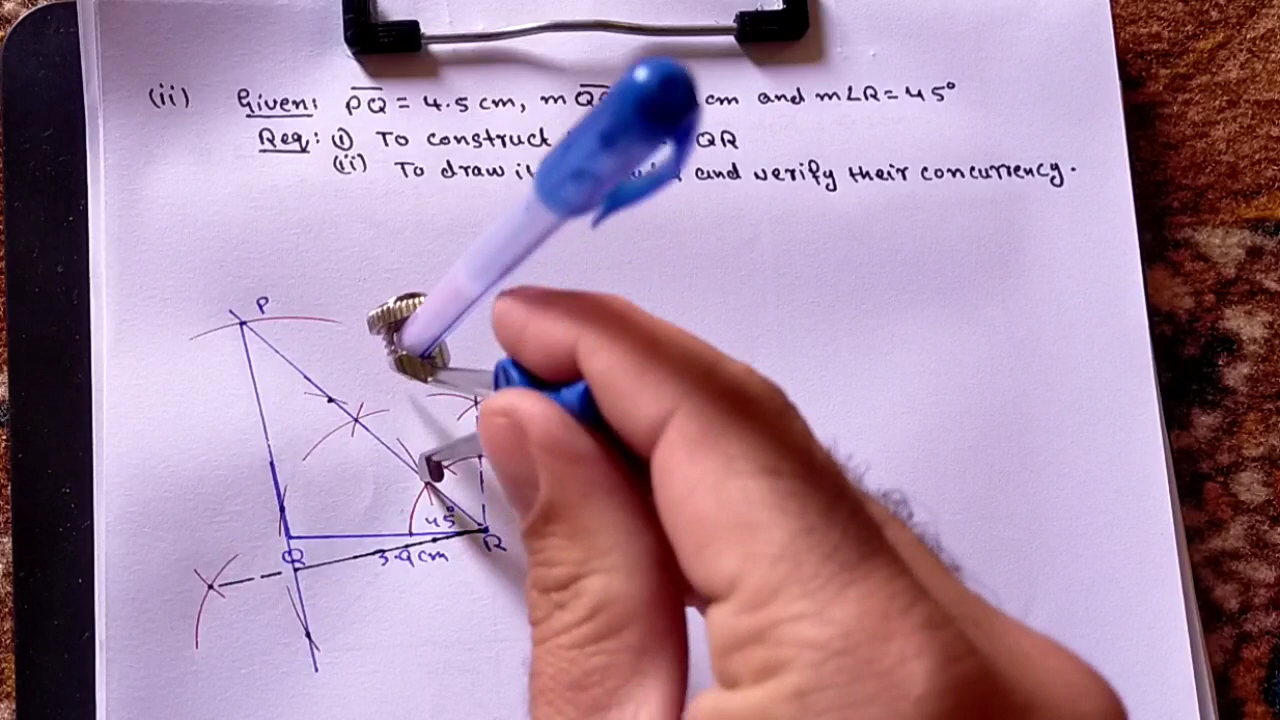 (ii) Given: PQ = 4.5 cm, m cm and m∠R = 45°
Req: (i) To construct QR
(ii) To draw and verify their concurrency.
P
45°
Q
R
3.9cm